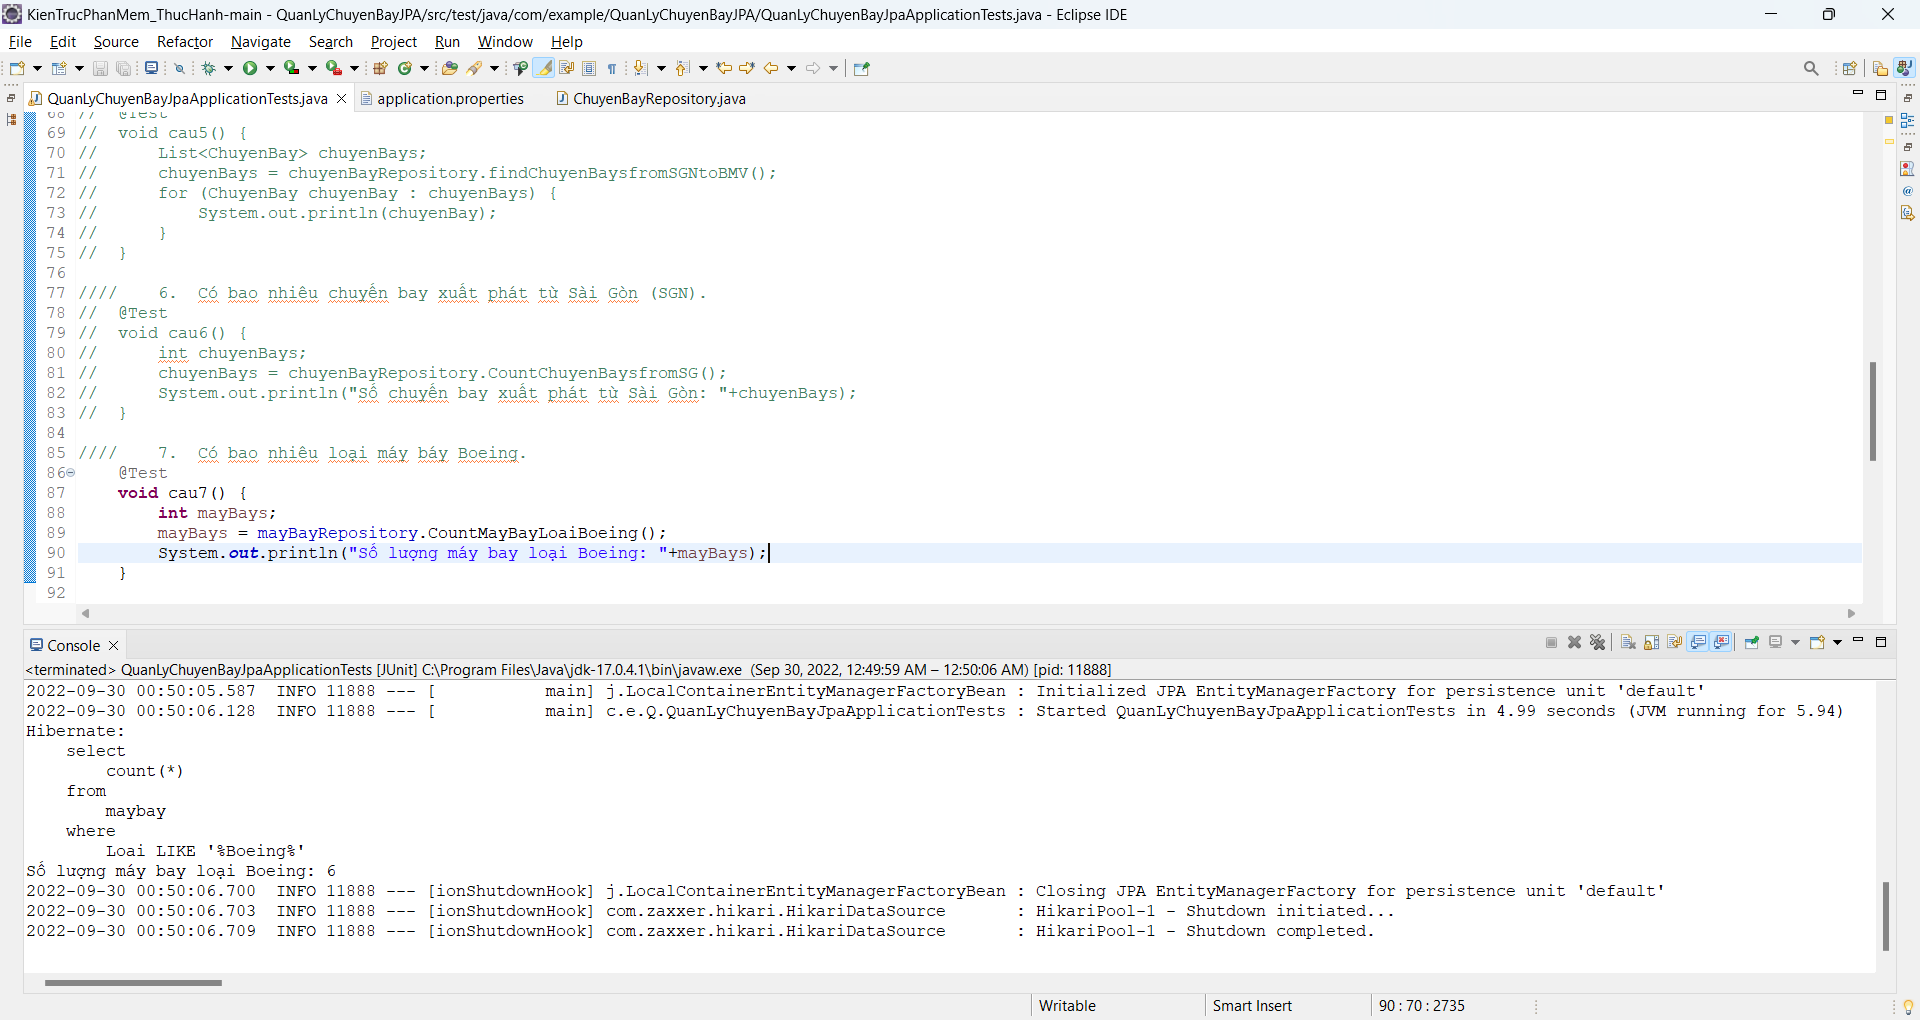 KienTrucPhanMem_ThucHanh-main - QuanLyChuyenBayJPA/src/test/java/com/example/QuanLyChuyenBayJPA/QuanLyChuyenBayJpaApplicationTests.java - Eclipse IDE
File Edit Source Refactor Navigate Search Project Run Window Help
QuanLyChuyenBayJpaApplicationTests.java application.properties ChuyenBayRepository.java
68 // @Test
69 // void cau5() {
70 // List<ChuyenBay> chuyenBays;
71 // chuyenBays = chuyenBayRepository.findChuyenBaysfromSGNtoBMV();
72 // for (ChuyenBay chuyenBay : chuyenBays) {
73 // System.out.println(chuyenBay);
74 // }
75 // }
76
77 //// 6. Có bao nhiêu chuyến bay xuất phát từ Sài Gòn (SGN).
78 // @Test
79 // void cau6() {
80 // int chuyenBays;
81 // chuyenBays = chuyenBayRepository.CountChuyenBaysfromSG();
82 // System.out.println("Số chuyến bay xuất phát từ Sài Gòn: "+chuyenBays);
83 // }
84
85 //// 7. Có bao nhiêu loại máy báy Boeing.
86 @Test
87 void cau7() {
88 int mayBays;
89 mayBays = mayBayRepository.CountMayBayLoaiBoeing();
90 System.out.println("Số lượng máy bay loại Boeing: "+mayBays);
91 }
92
Console
<terminated> QuanLyChuyenBayJpaApplicationTests [JUnit] C:\Program Files\Java\jdk-17.0.4.1\bin\javaw.exe (Sep 30, 2022, 12:49:59 AM – 12:50:06 AM) [pid: 11888]
2022-09-30 00:50:05.587 INFO 11888 --- [ main] j.LocalContainerEntityManagerFactoryBean : Initialized JPA EntityManagerFactory for persistence unit 'default'
2022-09-30 00:50:06.128 INFO 11888 --- [ main] c.e.Q.QuanLyChuyenBayJpaApplicationTests : Started QuanLyChuyenBayJpaApplicationTests in 4.99 seconds (JVM running for 5.94)
Hibernate:
select
count(*)
from
maybay
where
Loai LIKE '%Boeing%'
Số lượng máy bay loại Boeing: 6
2022-09-30 00:50:06.700 INFO 11888 --- [ionShutdownHook] j.LocalContainerEntityManagerFactoryBean : Closing JPA EntityManagerFactory for persistence unit 'default'
2022-09-30 00:50:06.703 INFO 11888 --- [ionShutdownHook] com.zaxxer.hikari.HikariDataSource : HikariPool-1 - Shutdown initiated...
2022-09-30 00:50:06.709 INFO 11888 --- [ionShutdownHook] com.zaxxer.hikari.HikariDataSource : HikariPool-1 - Shutdown completed.
Writable Smart Insert 90 : 70 : 2735